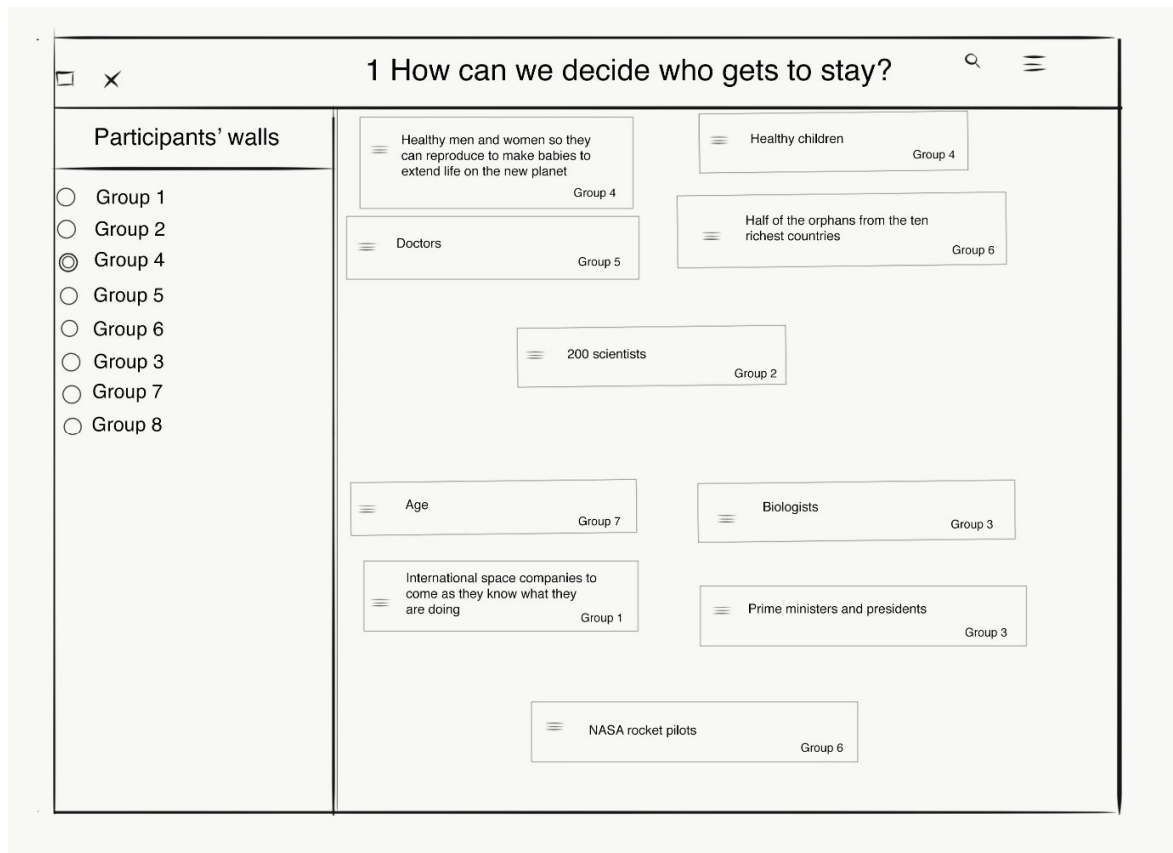 1 How can we decide who gets to stay?
Participants’ walls
Group 1
Group 2
Group 4
Group 5
Group 6
Group 3
Group 7
Group 8
Healthy men and women so they
can reproduce to make babies to
extend life on the new planet
Group 4
Healthy children
Group 4
Doctors
Group 5
Half of the orphans from the ten
richest countries
Group 6
200 scientists
Group 2
Age
Group 7
Biologists
Group 3
International space companies to
come as they know what they
are doing
Group 1
Prime ministers and presidents
Group 3
NASA rocket pilots
Group 6